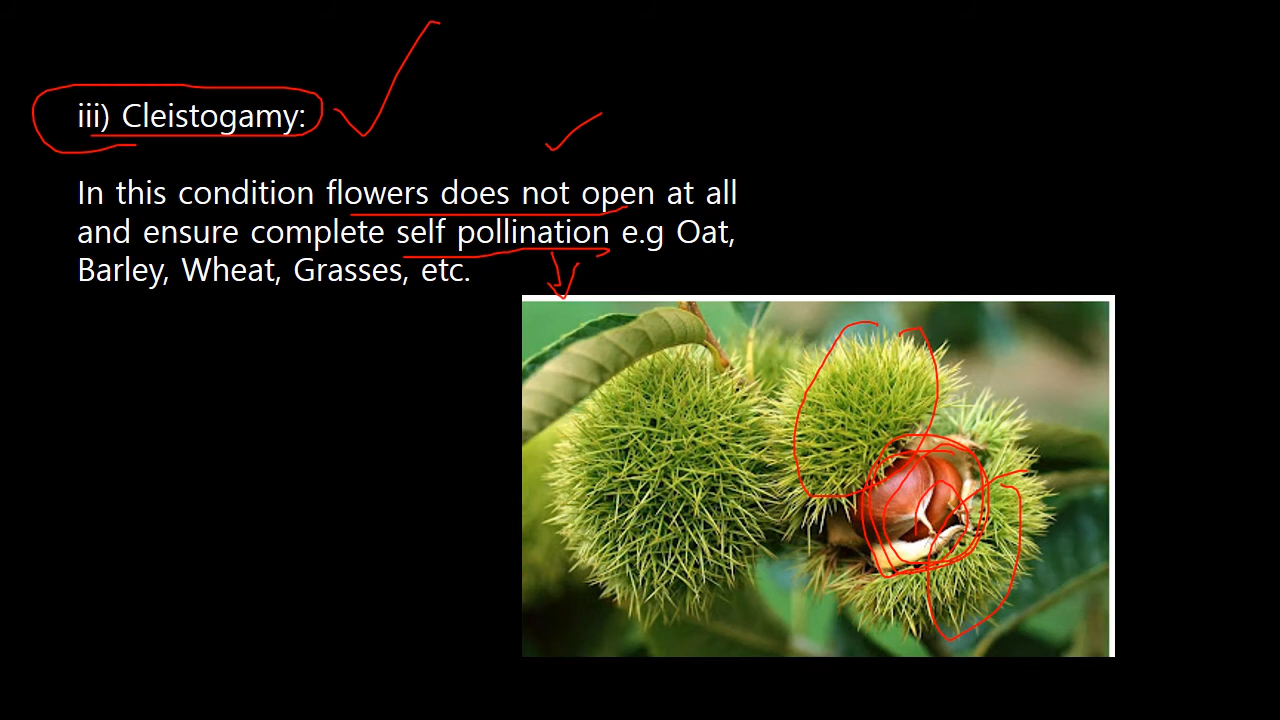 iii) Cleistogamy:
In this condition flowers does not open at all
and ensure complete self pollination e.g Oat,
Barley, Wheat, Grasses, etc.